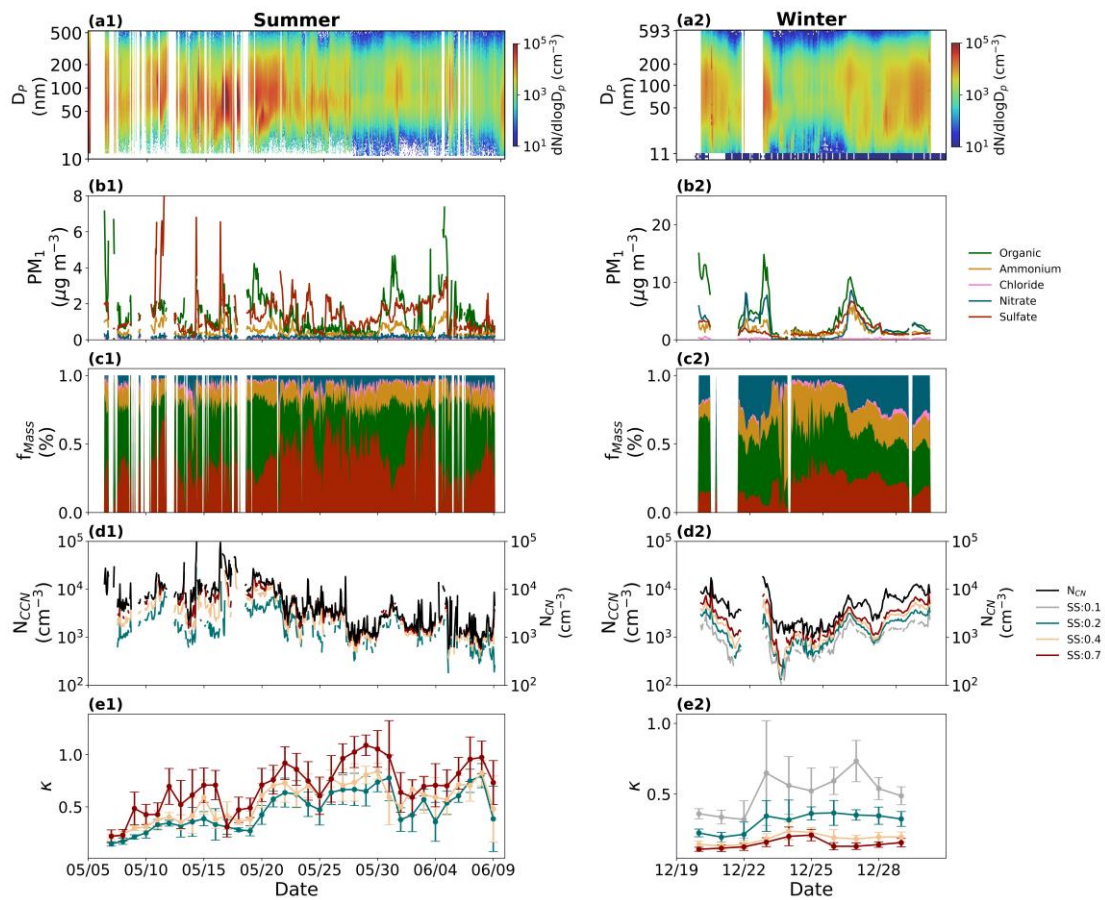 Summer
Winter
(a1)
500
200
100
50
10
D_P
(nm)
10^5
10^3
10^1
dN/dlogD_p (cm^-3)
(a2)
593
200
100
50
11
D_P
(nm)
10^5
10^3
10^1
dN/dlogD_p (cm^-3)
(b1)
8
6
4
2
0
PM_1
(μg m^-3)
(b2)
20
10
0
PM_1
(μg m^-3)
Organic
Ammonium
Chloride
Nitrate
Sulfate
(c1)
1.0
0.5
0.0
f_Mass
(%)
(c2)
1.0
0.5
0.0
f_Mass
(%)
(d1)
10^5
10^4
10^3
10^2
N_CCN
(cm^-3)
10^5
10^4
10^3
10^2
N_CN
(cm^-3)
(d2)
10^5
10^4
10^3
10^2
N_CCN
(cm^-3)
10^5
10^4
10^3
10^2
N_CN
(cm^-3)
N_CN
SS:0.1
SS:0.2
SS:0.4
SS:0.7
(e1)
1.0
0.5
κ
05/05 05/10 05/15 05/20 05/25 05/30 06/04 06/09
Date
(e2)
1.0
0.5
κ
12/19 12/22 12/25 12/28
Date